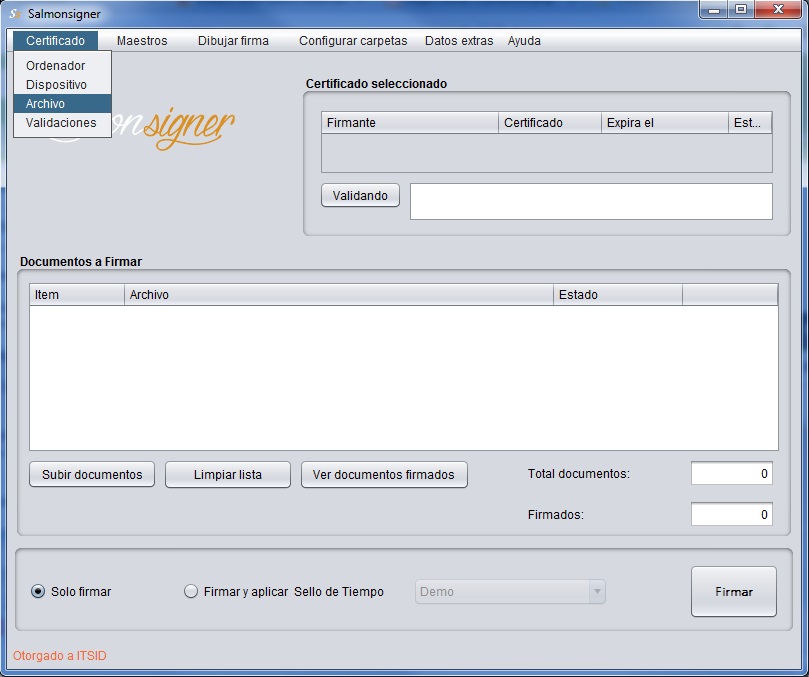 Salmonsigner
Certificado Maestros Dibujar firma Configurar carpetas Datos extras Ayuda
Ordenador
Dispositivo
Archivo
Validaciones
signer
Certificado seleccionado
Firmante Certificado Expira el Est...
Validando
Documentos a Firmar
Item Archivo Estado
Subir documentos Limpiar lista Ver documentos firmados Total documentos: 0
Firmados: 0
Solo firmar Firmar y aplicar Sello de Tiempo Demo Firmar
Otorgado a ITSID